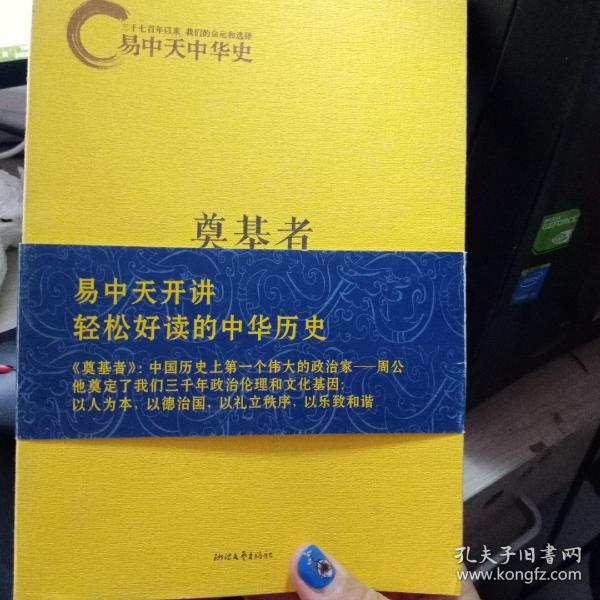 三千七百年以来 我们的命运和选择
易中天中华史
奠基者
易中天开讲
轻松好读的中华历史
《奠基者》：中国历史上第一个伟大的政治家——周公
他奠定了我们三千年政治伦理和文化基因：
以人为本，以德治国，以礼立秩序，以乐致和谐
浙江文艺出版社
GEFORCE
孔夫子旧书网
www.kongfz.com